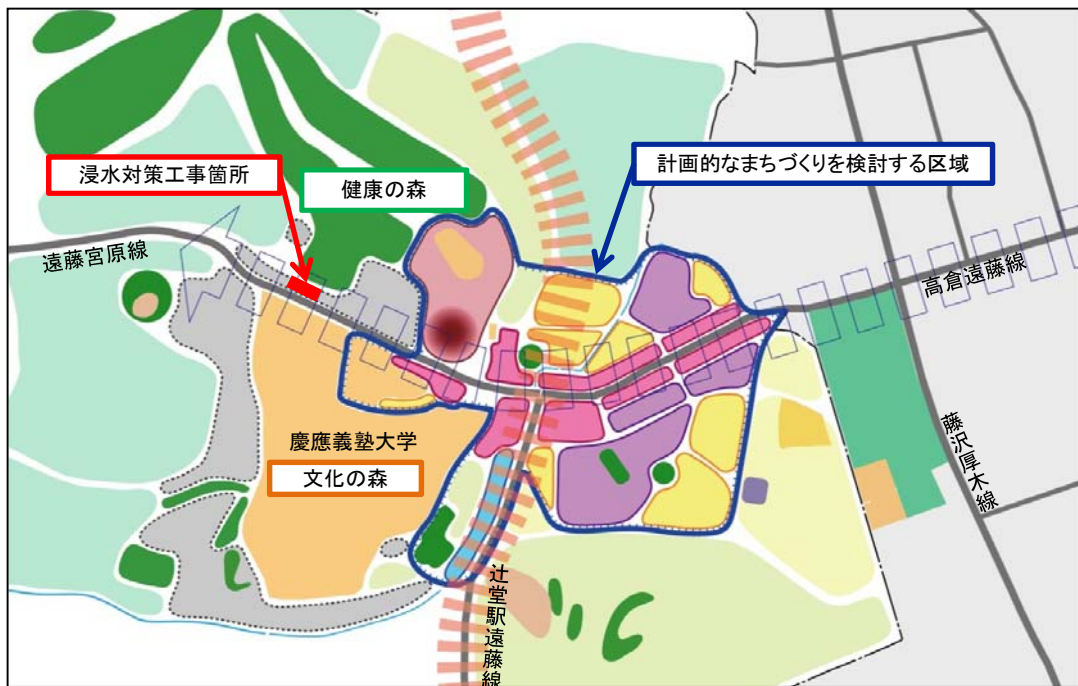 浸水対策工事箇所
健康の森
計画的なまちづくりを検討する区域
遠藤宮原線
高倉遠藤線
慶應義塾大学
文化の森
藤沢厚木線
辻堂駅遠藤線